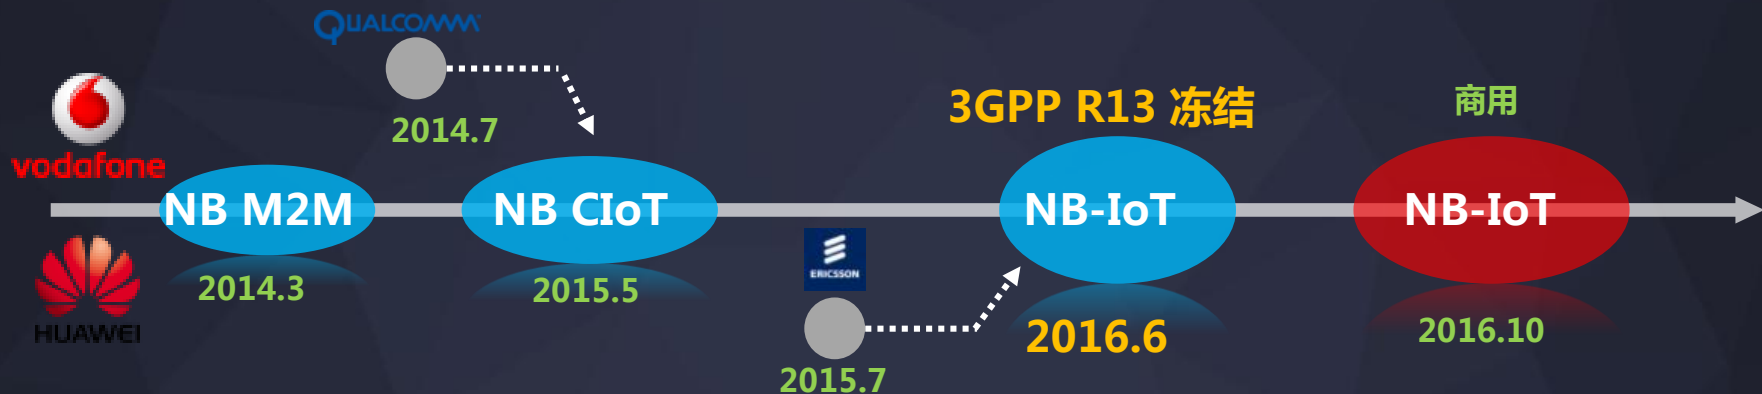 QUALCOMM
2014.7
vodafone
HUAWEI
NB M2M
2014.3
NB CIoT
2015.5
ERICSSON
2015.7
3GPP R13 冻结
NB-IoT
2016.6
商用
NB-IoT
2016.10